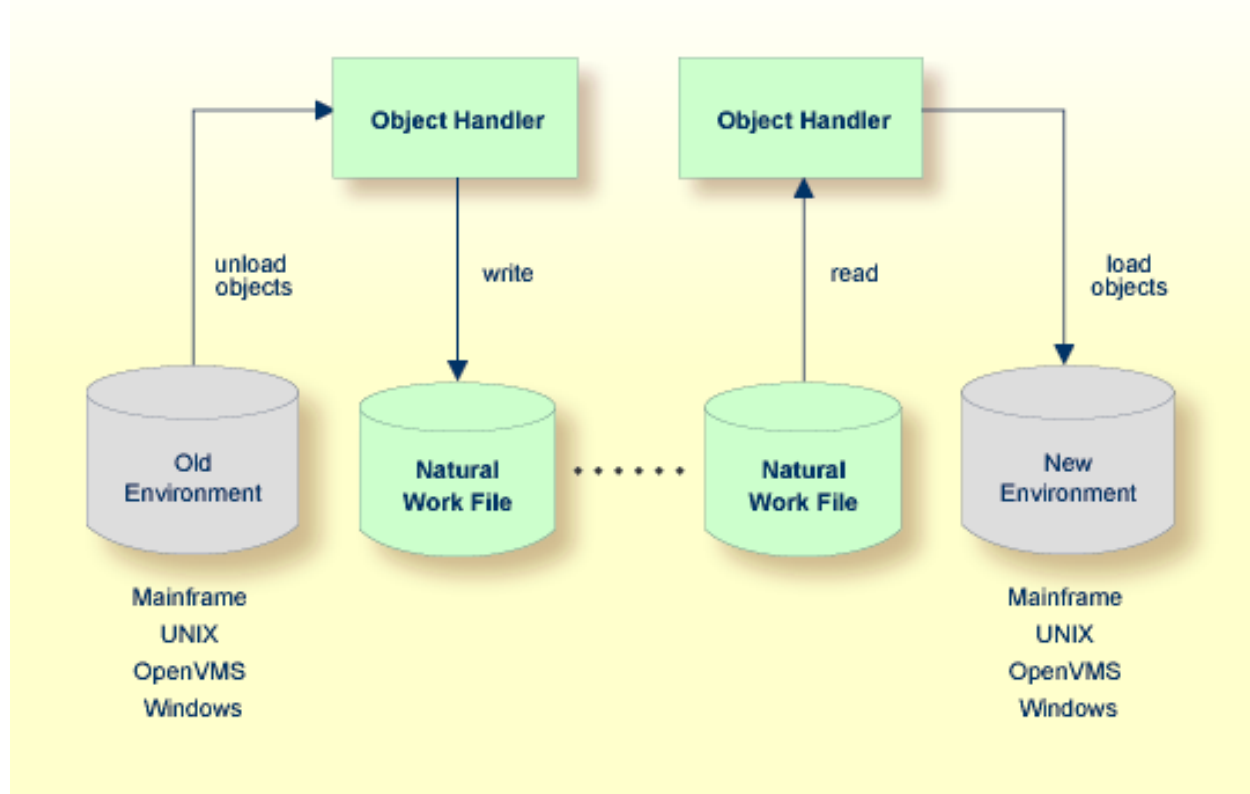 Object Handler
Object Handler
unload
objects
write
read
load
objects
Old
Environment
Natural
Work File
Natural
Work File
New
Environment
Mainframe
UNIX
OpenVMS
Windows
Mainframe
UNIX
OpenVMS
Windows